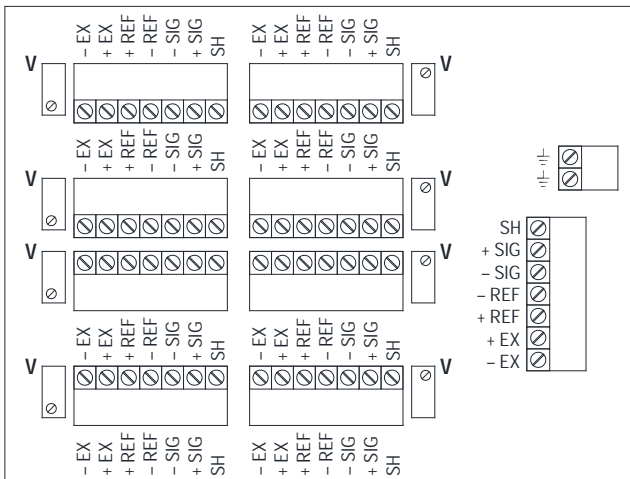 – EX + EX + REF – REF – SIG + SIG SH
– EX + EX + REF – REF – SIG + SIG SH
V
V
– EX + EX + REF – REF – SIG + SIG SH
– EX + EX + REF – REF – SIG + SIG SH
V
V
V
V
– EX + EX + REF – REF – SIG + SIG SH
– EX + EX + REF – REF – SIG + SIG SH
V
V
– EX + EX + REF – REF – SIG + SIG SH
– EX + EX + REF – REF – SIG + SIG SH
SH
+ SIG
– SIG
– REF
+ REF
+ EX
– EX